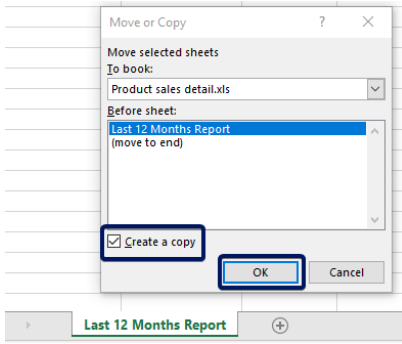 Move or Copy
Move selected sheets
To book:
Product sales detail.xls
Before sheet:
Last 12 Months Report
(move to end)
Create a copy
OK Cancel
Last 12 Months Report